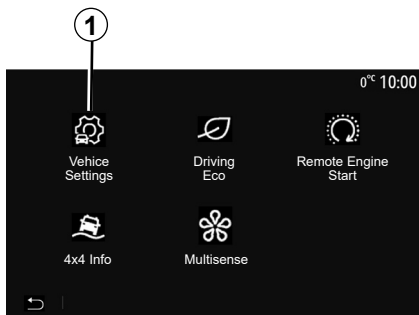 1
0°C 10:00
Vehice
Settings
Driving
Eco
Remote Engine
Start
4x4 Info
Multisense